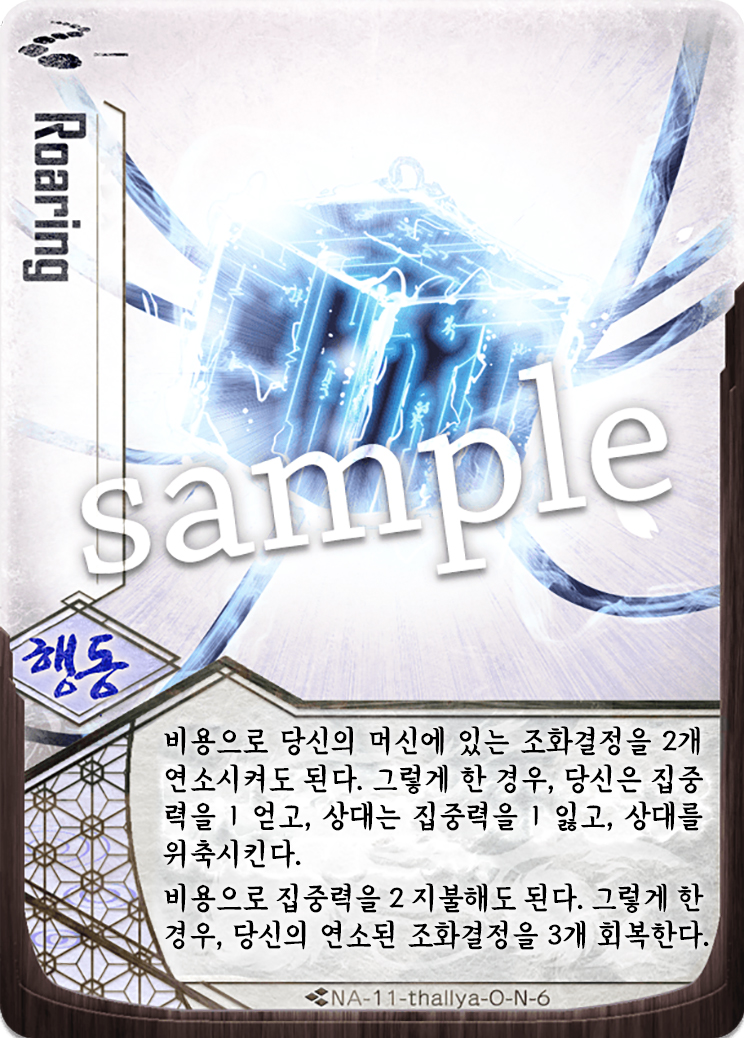 Roaring
sample
행동
비용으로 당신의 머신에 있는 조화결정을 2개
연소시켜도 된다. 그렇게 한 경우, 당신은 집중
력을 1 얻고, 상대는 집중력을 1 잃고, 상대를
위축시킨다.
비용으로 집중력을 2 지불해도 된다. 그렇게 한
경우, 당신의 연소된 조화결정을 3개 회복한다.
NA-11-thallya-O-N-6